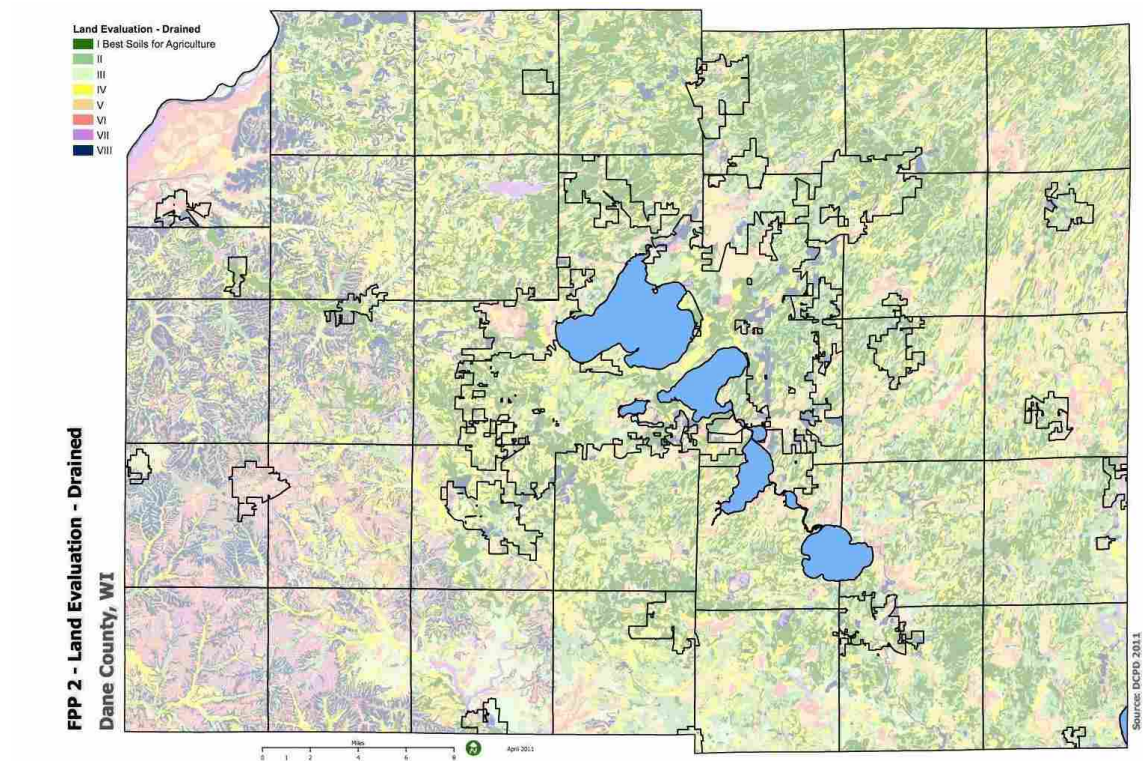 Land Evaluation - Drained
I Best Soils for Agriculture
II
III
IV
V
VI
VII
VIII
FPP 2 - Land Evaluation - Drained
Dane County, WI
Miles
0 1 2 4 6 8
April 2011
Source: DCPD 2011